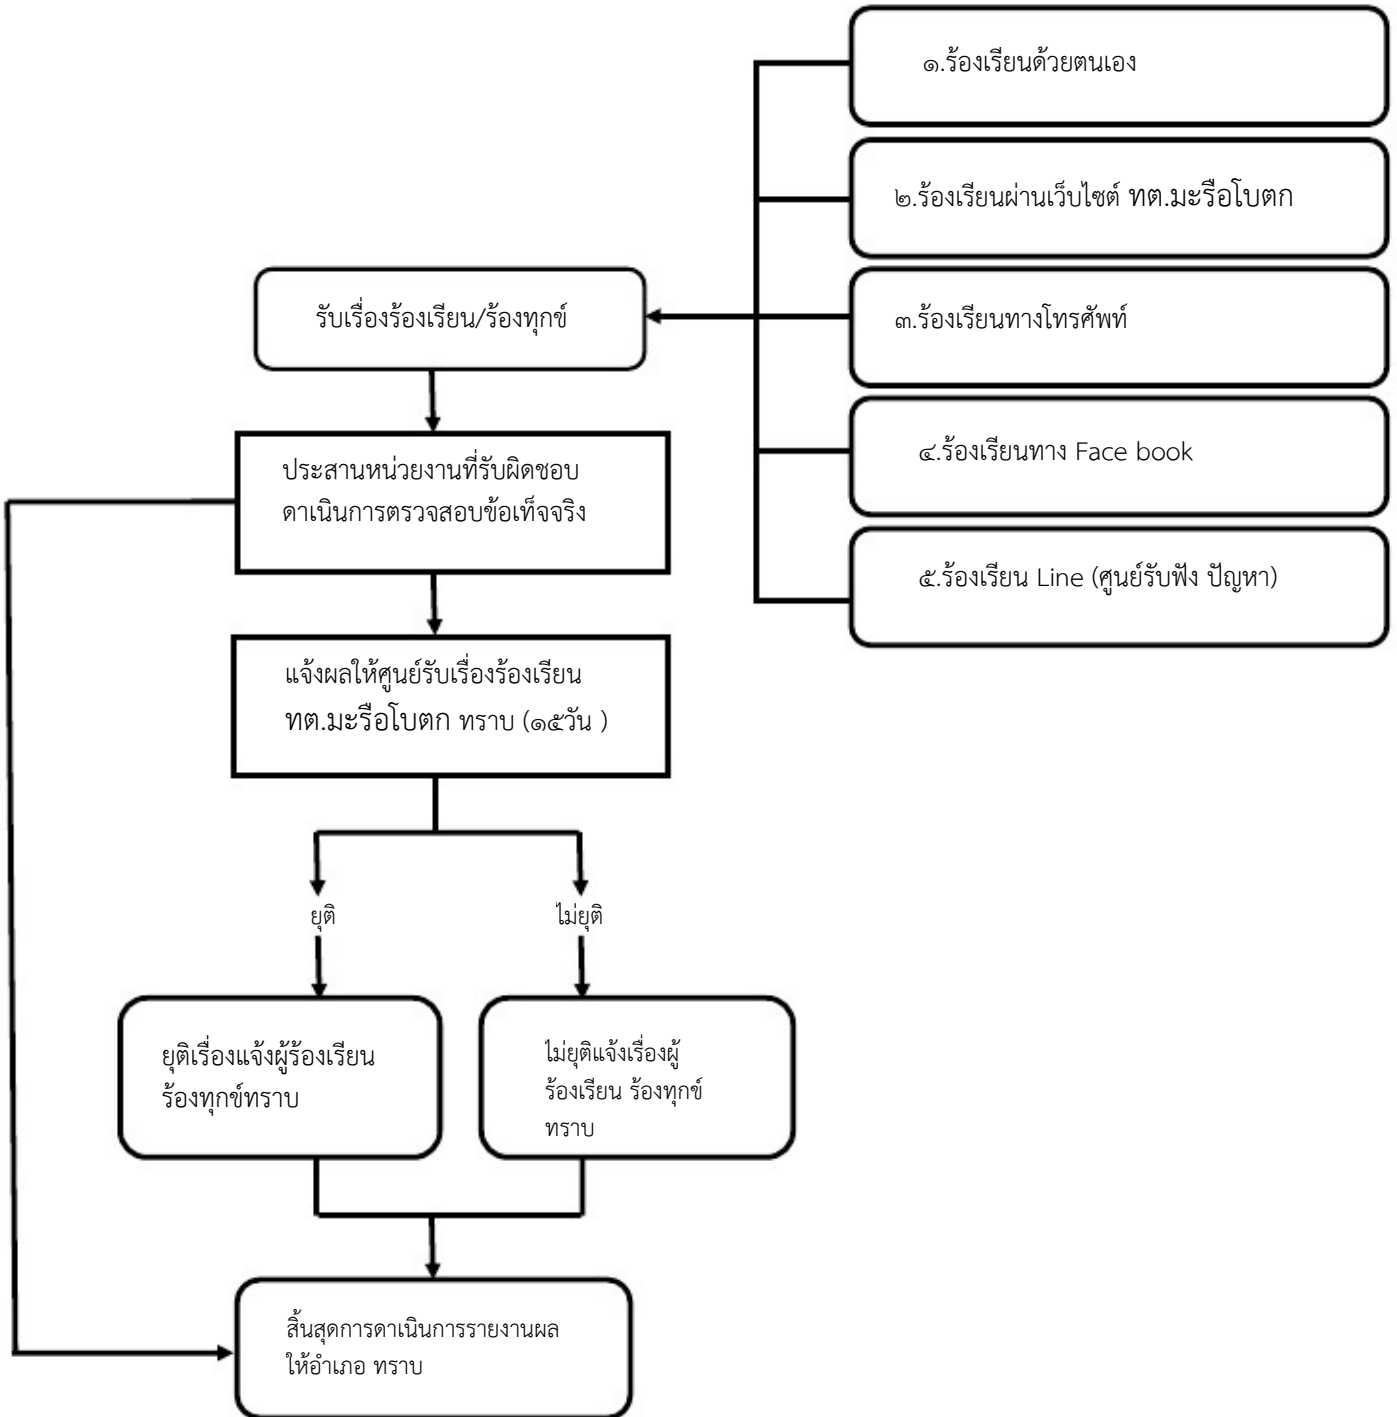 ๑.ร้องเรียนด้วยตนเอง
๒.ร้องเรียนผ่านเว็บไซต์ ทต.มะรือโบตก
รับเรื่องร้องเรียน/ร้องทุกข์
๓.ร้องเรียนทางโทรศัพท์
๔.ร้องเรียนทาง Face book
ประสานหน่วยงานที่รับผิดชอบ
ดาเนินการตรวจสอบข้อเท็จจริง
๕.ร้องเรียน Line (ศูนย์รับฟัง ปัญหา)
แจ้งผลให้ศูนย์รับเรื่องร้องเรียน
ทต.มะรือโบตก ทราบ (๑๕วัน )
ยุติ
ไม่ยุติ
ยุติเรื่องแจ้งผู้ร้องเรียน
ร้องทุกข์ทราบ
ไม่ยุติแจ้งเรื่องผู้
ร้องเรียน ร้องทุกข์
ทราบ
สิ้นสุดการดาเนินการรายงานผล
ให้อำเภอ ทราบ